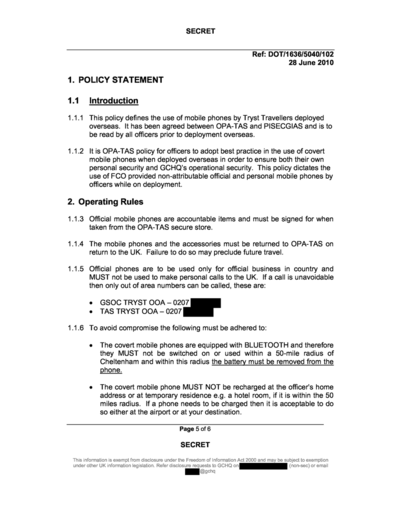 SECRET
Ref: DOT/1636/5040/102
28 June 2010
1. POLICY STATEMENT
1.1 Introduction
1.1.1 This policy defines the use of mobile phones by Tryst Travellers deployed
overseas. It has been agreed between OPA-TAS and PISECGIAS and is to
be read by all officers prior to deployment overseas.
1.1.2 It is OPA-TAS policy for officers to adopt best practice in the use of covert
mobile phones when deployed overseas in order to ensure both their own
personal security and GCHQ's operational security. This policy dictates the
use of FCO provided non-attributable official and personal mobile phones by
officers while on deployment.
2. Operating Rules
1.1.3 Official mobile phones are accountable items and must be signed for when
taken from the OPA-TAS secure store.
1.1.4 The mobile phones and the accessories must be returned to OPA-TAS on
return to the UK. Failure to do so may preclude future travel.
1.1.5 Official phones are to be used only for official business in country and
MUST not be used to make personal calls to the UK. If a call is unavoidable
then only out of area numbers can be called, these are:
• GSOC TRYST OOA – 0207
• TAS TRYST OOA – 0207
1.1.6 To avoid compromise the following must be adhered to:
• The covert mobile phones are equipped with BLUETOOTH and therefore
they MUST not be switched on or used within a 50-mile radius of
Cheltenham and within this radius the battery must be removed from the
phone.
• The covert mobile phone MUST NOT be recharged at the officer's home
address or at temporary residence e.g. a hotel room, if it is within the 50
miles radius. If a phone needs to be charged then it is acceptable to do
so either at the airport or at your destination.
Page 5 of 6
SECRET
This information is exempt from disclosure under the Freedom of Information Act 2000 and may be subject to exemption
under other UK information legislation. Refer disclosure requests to GCHQ on (non-sec) or email
@gchq